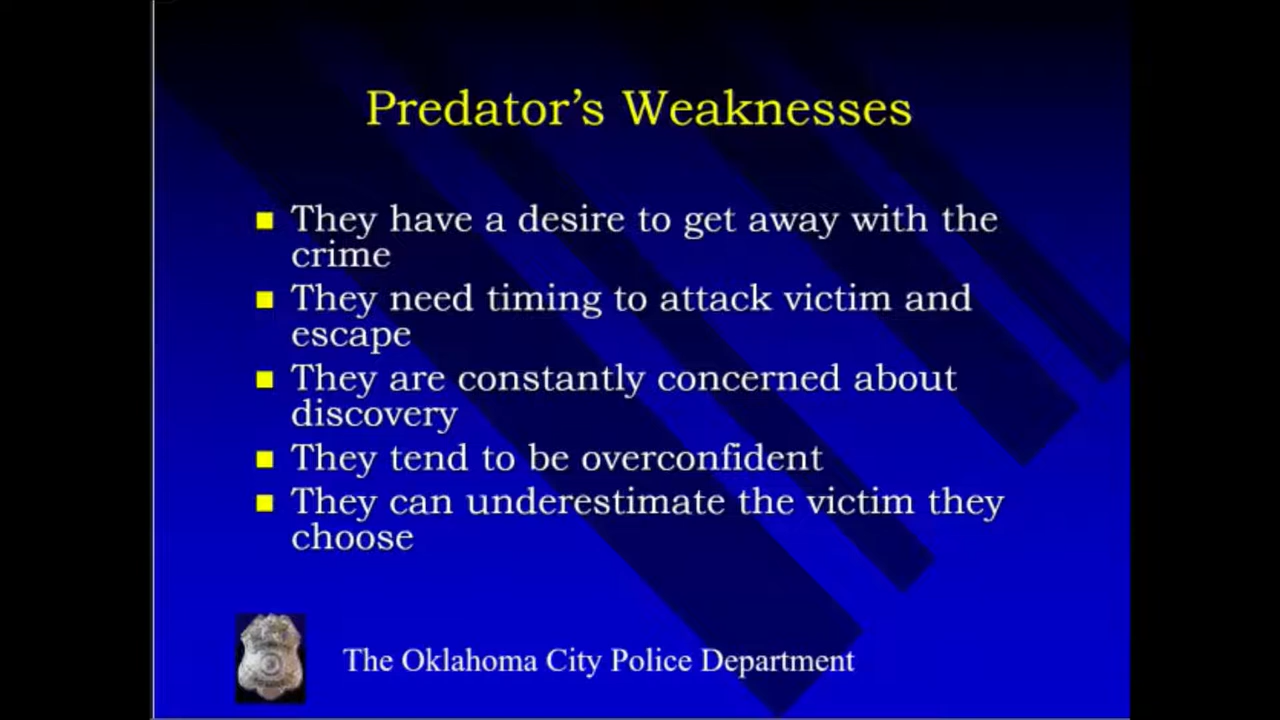 Predator's Weaknesses
They have a desire to get away with the
crime
They need timing to attack victim and
escape
They are constantly concerned about
discovery
They tend to be overconfident
They can underestimate the victim they
choose
The Oklahoma City Police Department